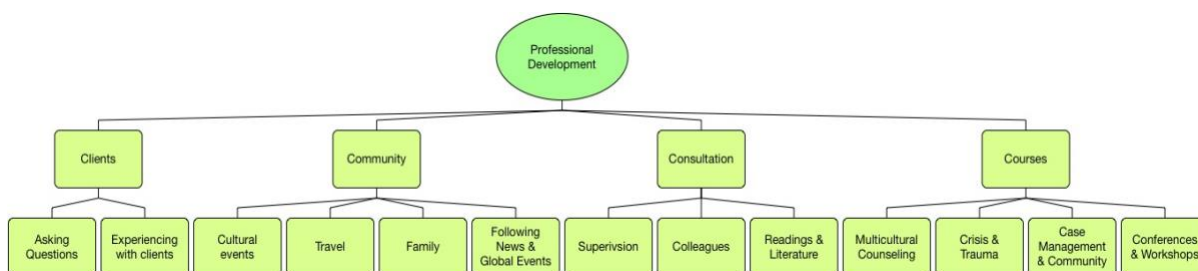 Professional
Development
Clients
Community
Consultation
Courses
Asking
Questions
Experiencing
with clients
Cultural
events
Travel
Family
Following
News &
Global Events
Superivsion
Colleagues
Readings &
Literature
Multicultural
Counseling
Crisis &
Trauma
Case
Management
& Community
Conferences
& Workshops